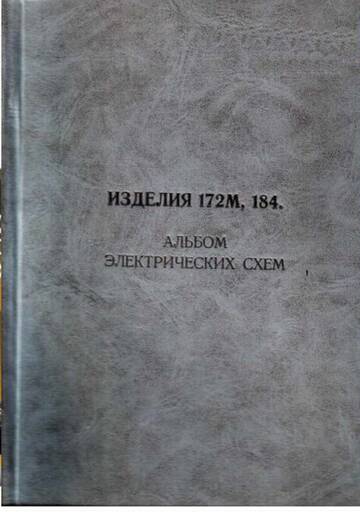 ИЗДЕЛИЯ 172М, 184.
АЛЬБОМ
ЭЛЕКТРИЧЕСКИХ СХЕМ